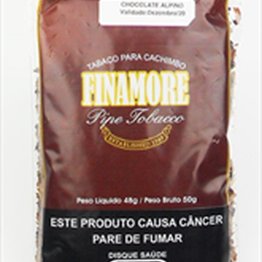 CHOCOLATE ALPINO
Validade Dezembro/20
TABACO PARA CACHIMBO
FINAMORE
Pipe Tobacco
Peso Líquido 48g / Peso Bruto 50g
ESTE PRODUTO CAUSA CÂNCER
PARE DE FUMAR
DISQUE SAÚDE